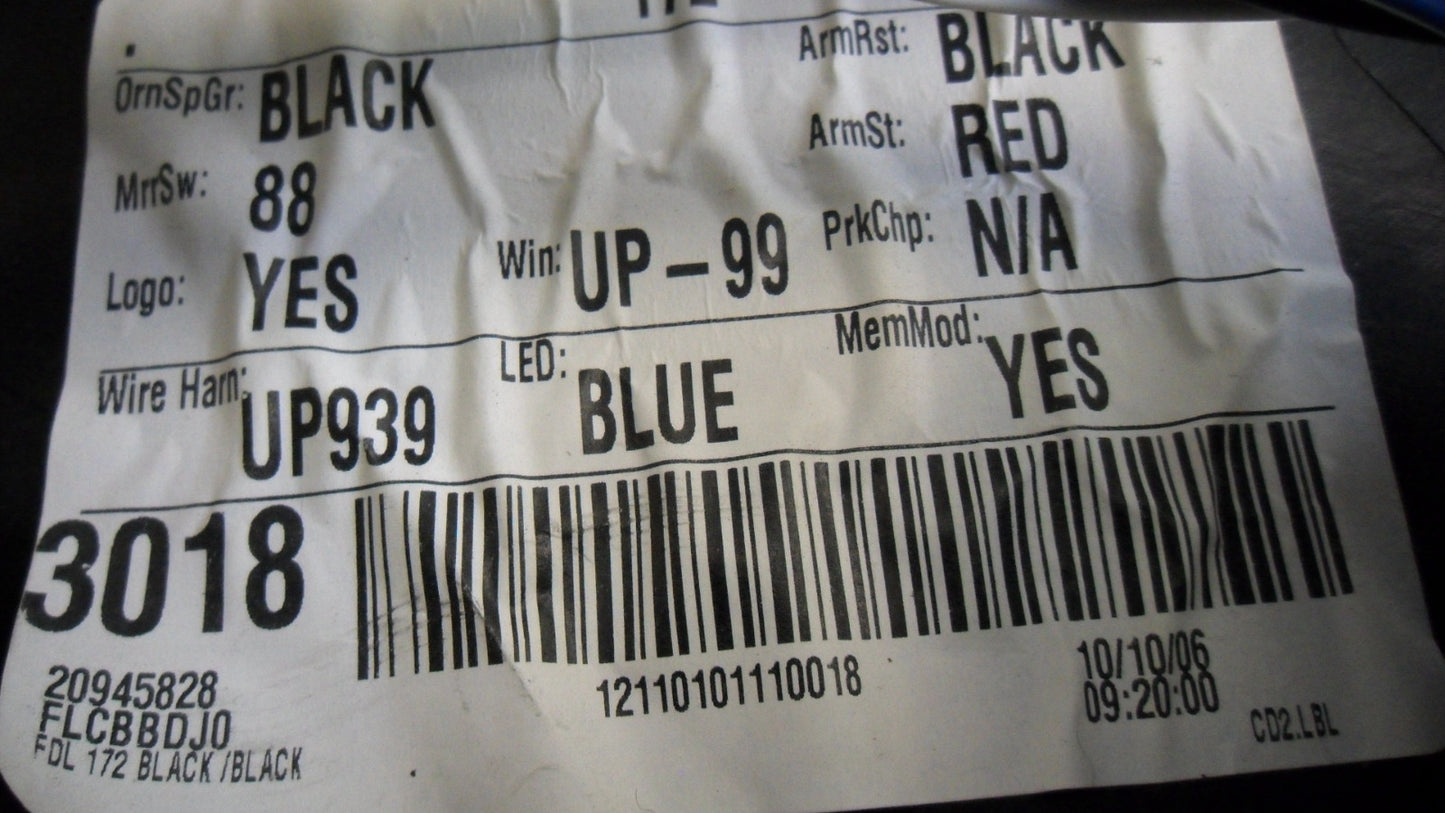 ArmRst: BLACK
OrnSpGr: BLACK
ArmSt: RED
MrrSw: 88
Logo: YES Win: UP-99 PrkChp: N/A
Wire Harn: UP939 LED: BLUE MemMod: YES
3018
12110101110018
10/10/06
09:20:00
20945828
FLCBBDJ0
FDL 172 BLACK/BLACK
CD2.LBL